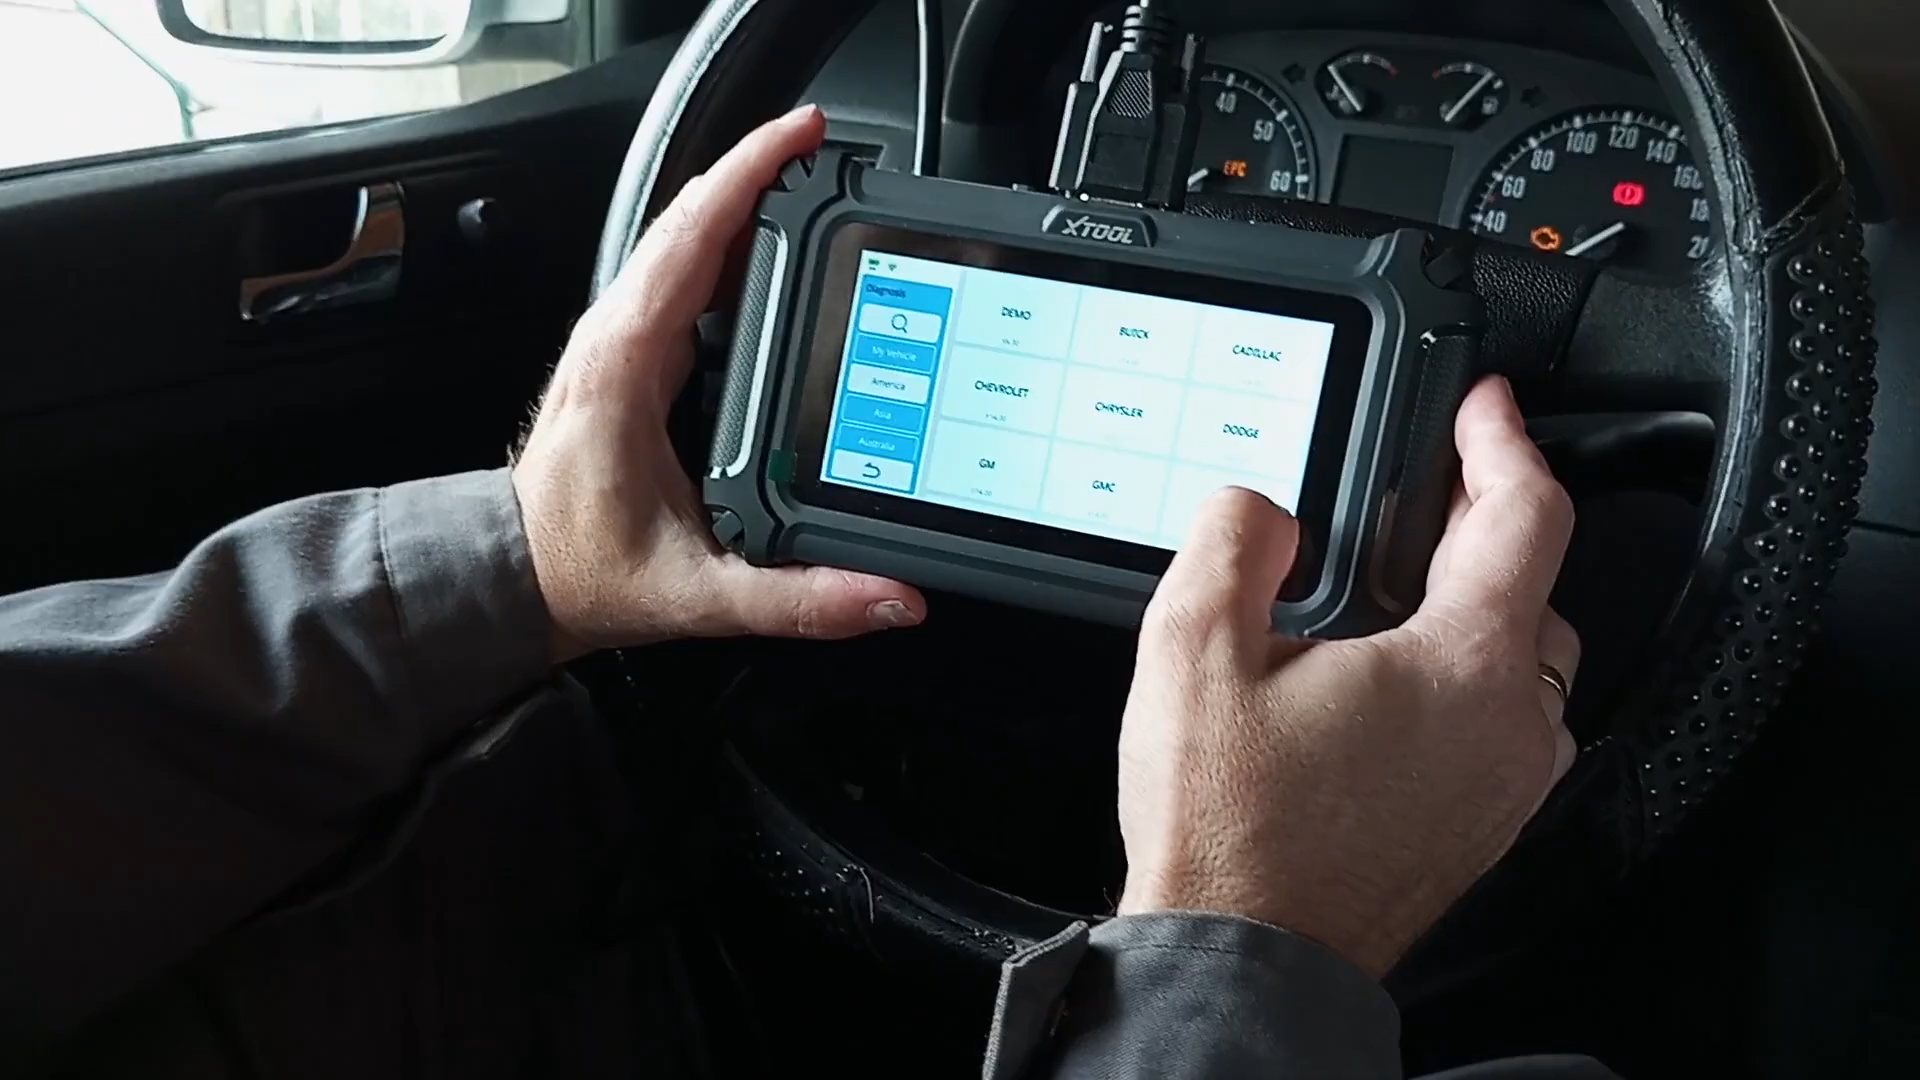 XTOOL
Diagnosis
My Vehicle
America
Asia
Australia
DEMO
BUICK
CADILLAC
CHEVROLET
CHRYSLER
DODGE
GM
GMC
40
50
60
EPC
40
60
80
100
120
140
160